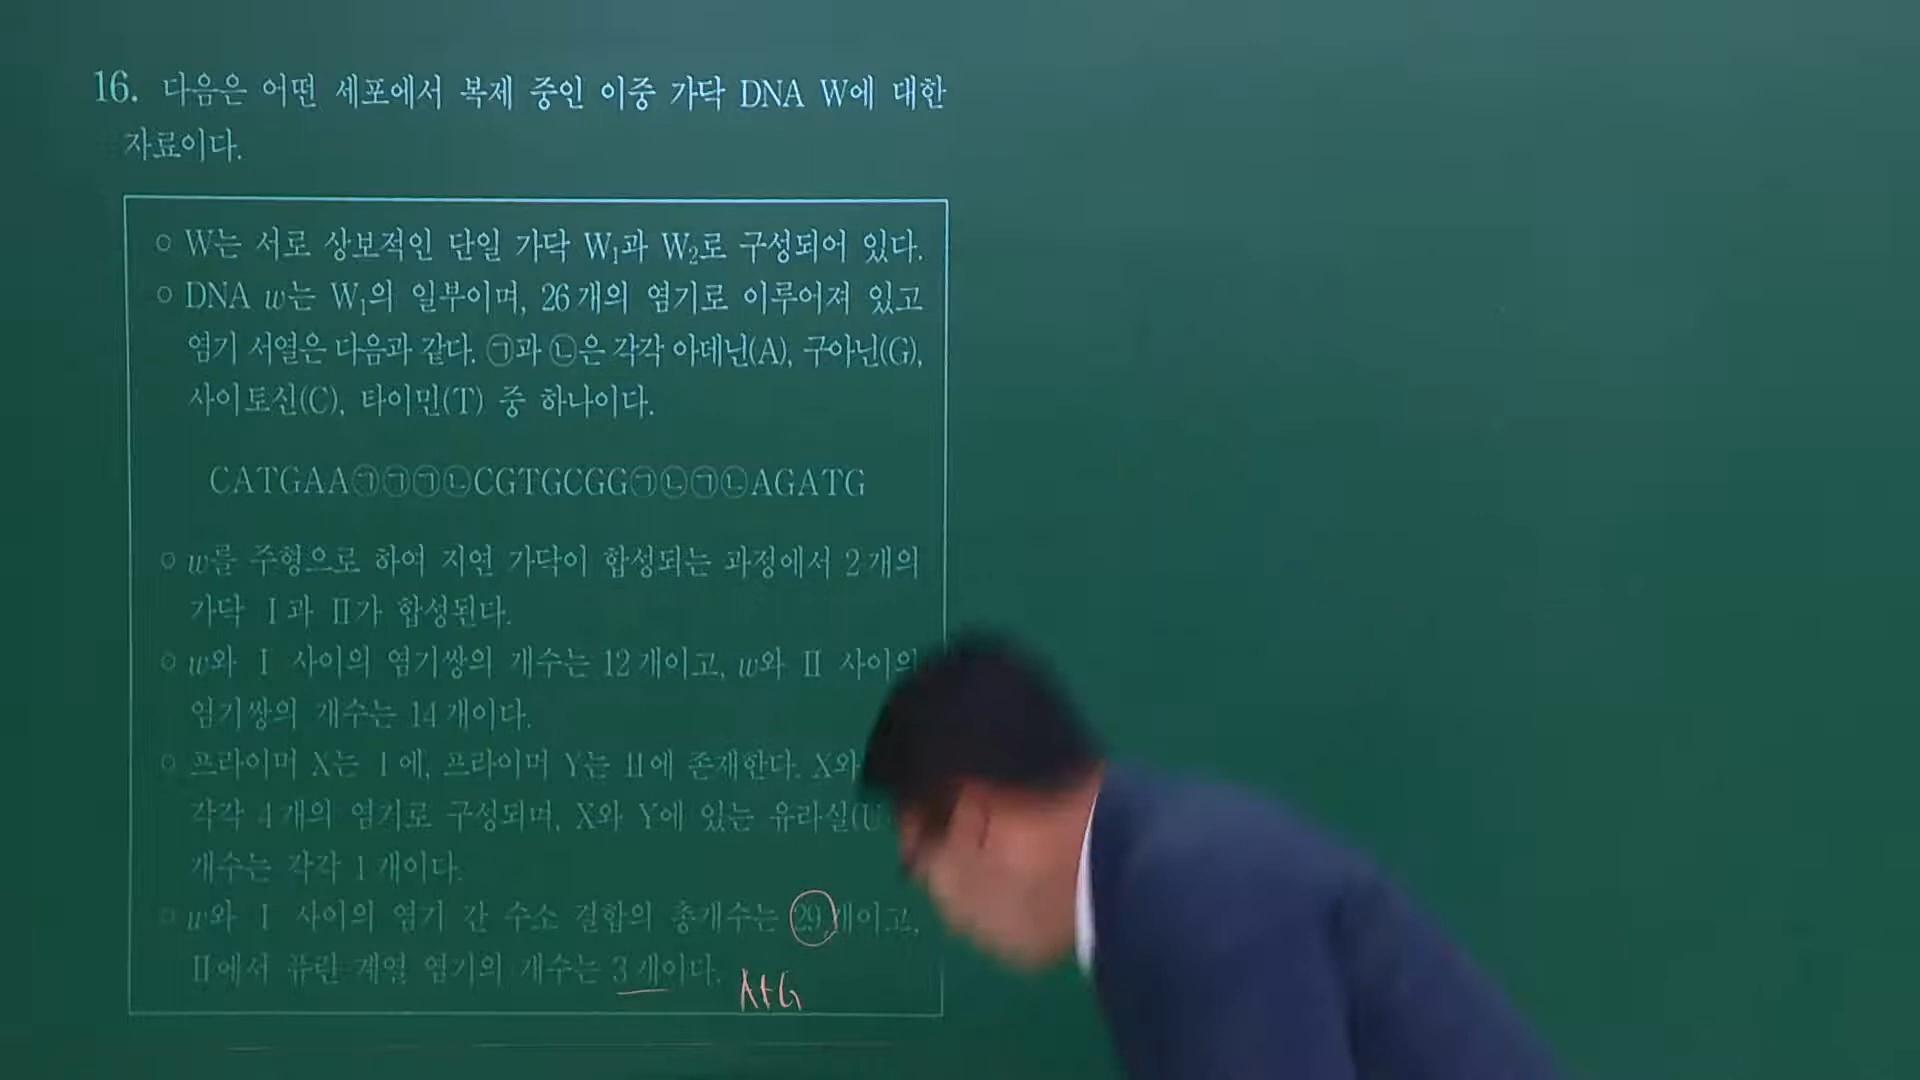 16. 다음은 어떤 세포에서 복제 중인 이중 가닥 DNA W에 대한
자료이다.
○ W는 서로 상보적인 단일 가닥 W₁과 W₂로 구성되어 있다.
○ DNA w는 W₁의 일부이며, 26개의 염기로 이루어져 있고
염기 서열은 다음과 같다. ㉠과 ㉡은 각각 아데닌(A), 구아닌(G),
사이토신(C), 타이민(T) 중 하나이다.
CATGAA㉠㉠㉠㉡CGTGCGG㉠㉡㉠㉡AGATG
○ w를 주형으로 하여 지연 가닥이 합성되는 과정에서 2개의
가닥 Ⅰ과 Ⅱ가 합성된다.
○ w와 Ⅰ 사이의 염기쌍의 개수는 12개이고, w와 Ⅱ 사이의
염기쌍의 개수는 14개이다.
○ 프라이머 X는 Ⅰ에, 프라이머 Y는 Ⅱ에 존재한다. X와
각각 4개의 염기로 구성되며, X와 Y에 있는 유라실(U
개수는 각각 1개이다.
○ w와 Ⅰ 사이의 염기 간 수소 결합의 총개수는 29개이고,
Ⅱ에서 퓨린 계열 염기의 개수는 3개이다.
A+G